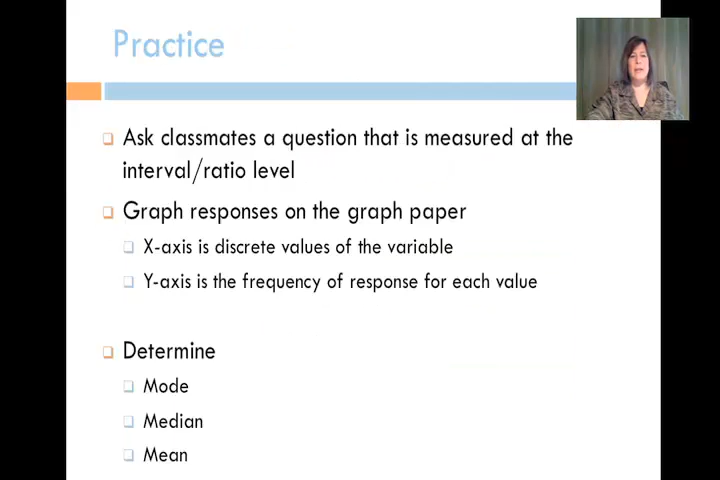 Practice
Ask classmates a question that is measured at the
interval/ratio level
Graph responses on the graph paper
X-axis is discrete values of the variable
Y-axis is the frequency of response for each value
Determine
Mode
Median
Mean